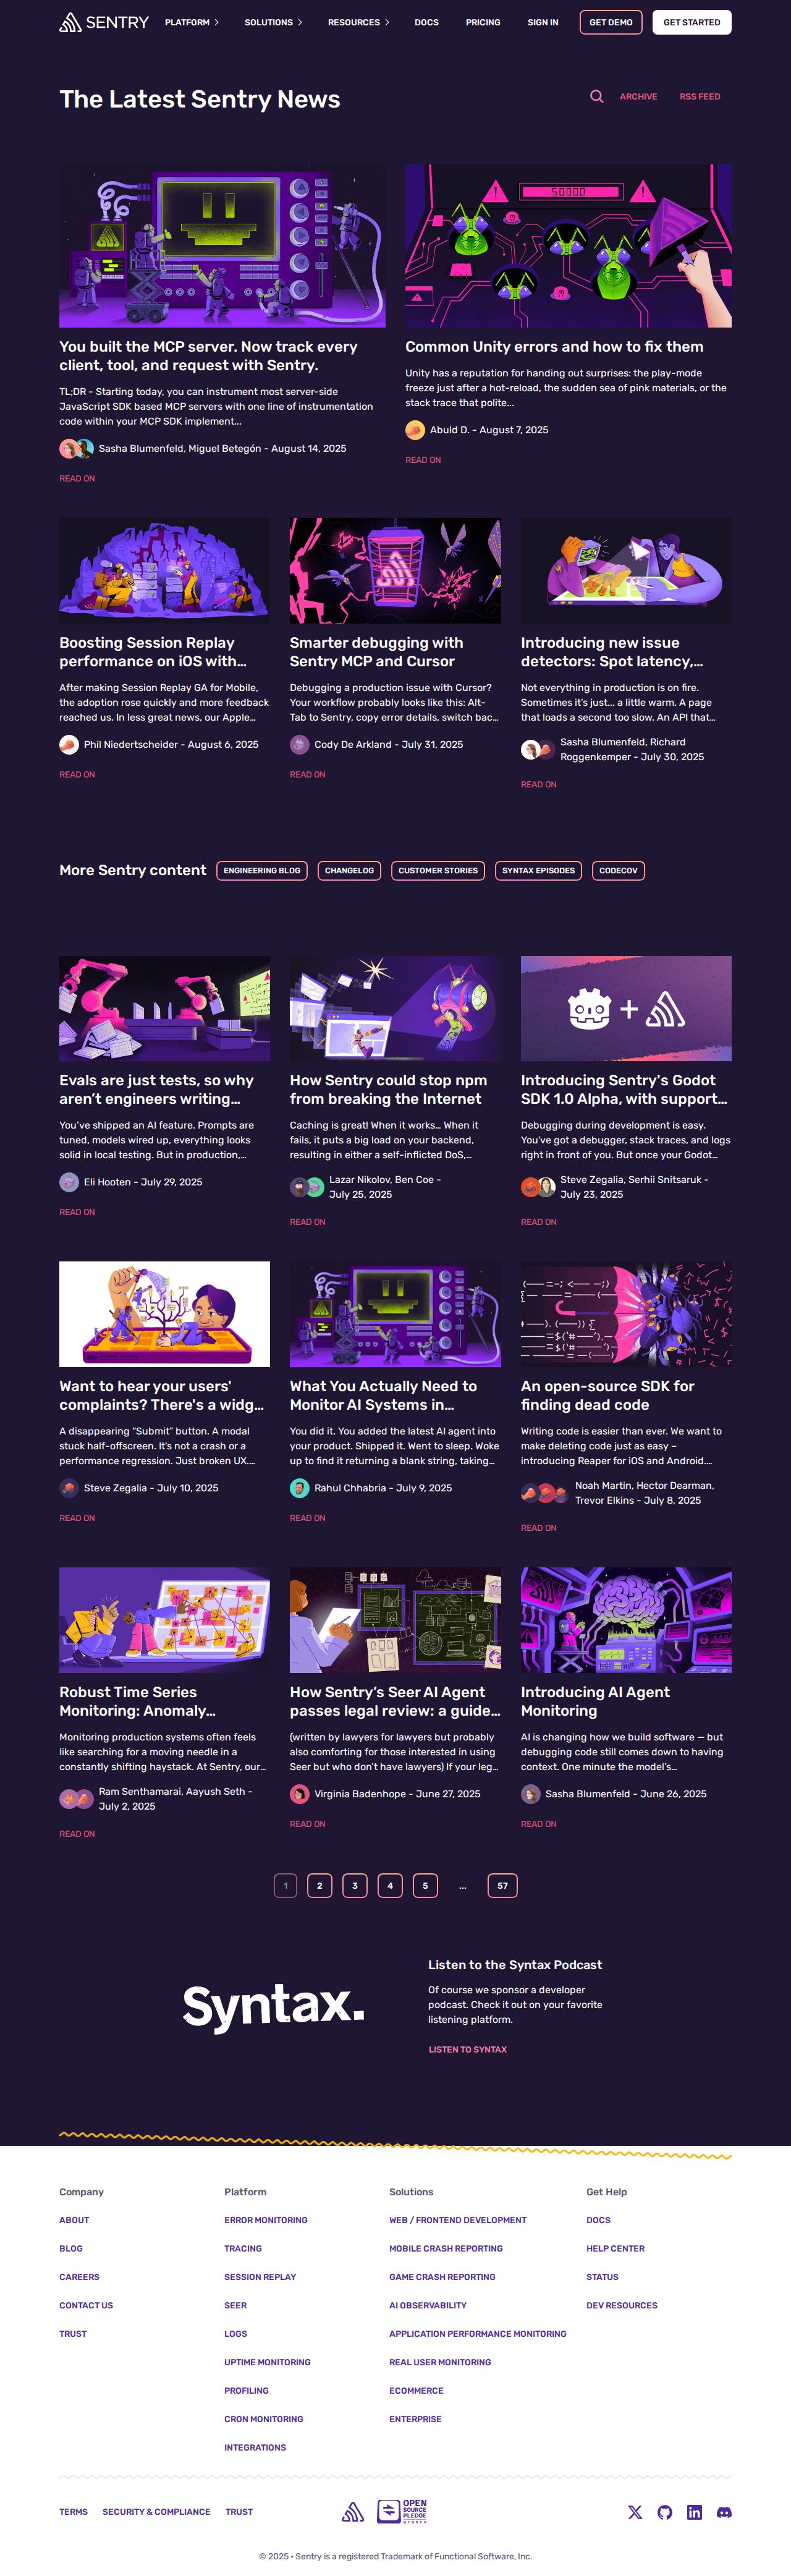 SENTRY
PLATFORM
SOLUTIONS
RESOURCES
DOCS
PRICING
SIGN IN
GET DEMO
GET STARTED
The Latest Sentry News
ARCHIVE
RSS FEED
You built the MCP server. Now track every
client, tool, and request with Sentry.
TL;DR - Starting today, you can instrument most server-side
JavaScript SDK based MCP servers with one line of instrumentation
code within your MCP SDK implement...
Sasha Blumenfeld, Miguel Betegón - August 14, 2025
READ ON
50000
Common Unity errors and how to fix them
Unity has a reputation for handing out surprises: the play-mode
freeze just after a hot-reload, the sudden sea of pink materials, or the
stack trace that polite...
Abuld D. - August 7, 2025
READ ON
Boosting Session Replay
performance on iOS with...
After making Session Replay GA for Mobile,
the adoption rose quickly and more feedback
reached us. In less great news, our Apple...
Phil Niedertscheider - August 6, 2025
READ ON
Smarter debugging with
Sentry MCP and Cursor
Debugging a production issue with Cursor?
Your workflow probably looks like this: Alt-
Tab to Sentry, copy error details, switch bac...
Cody De Arkland - July 31, 2025
READ ON
Introducing new issue
detectors: Spot latency,...
Not everything in production is on fire.
Sometimes it's just... a little warm. A page
that loads a second too slow. An API that...
Sasha Blumenfeld, Richard
Roggenkemper - July 30, 2025
READ ON
More Sentry content
ENGINEERING BLOG
CHANGELOG
CUSTOMER STORIES
SYNTAX EPISODES
CODECOV
Evals are just tests, so why
aren't engineers writing...
You've shipped an AI feature. Prompts are
tuned, models wired up, everything looks
solid in local testing. But in production,...
Eli Hooten - July 29, 2025
READ ON
How Sentry could stop npm
from breaking the Internet
Caching is great! When it works... When it
fails, it puts a big load on your backend,
resulting in either a self-inflicted DoS,...
Lazar Nikolov, Ben Coe -
July 25, 2025
READ ON
+
Introducing Sentry's Godot
SDK 1.0 Alpha, with support...
Debugging during development is easy.
You've got a debugger, stack traces, and logs
right in front of you. But once your Godot...
Steve Zegalia, Serhii Snitsaruk -
July 23, 2025
READ ON
Want to hear your users'
complaints? There's a widg...
A disappearing "Submit" button. A modal
stuck half-offscreen. It's not a crash or a
performance regression. Just broken UX....
Steve Zegalia - July 10, 2025
READ ON
What You Actually Need to
Monitor AI Systems in...
You did it. You added the latest AI agent into
your product. Shipped it. Went to sleep. Woke
up to find it returning a blank string, taking...
Rahul Chhabria - July 9, 2025
READ ON
An open-source SDK for
finding dead code
Writing code is easier than ever. We want to
make deleting code just as easy –
introducing Reaper for iOS and Android....
Noah Martin, Hector Dearman,
Trevor Elkins - July 8, 2025
READ ON
Robust Time Series
Monitoring: Anomaly...
Monitoring production systems often feels
like searching for a moving needle in a
constantly shifting haystack. At Sentry, our...
Ram Senthamarai, Aayush Seth -
July 2, 2025
READ ON
How Sentry's Seer AI Agent
passes legal review: a guide...
(written by lawyers for lawyers but probably
also comforting for those interested in using
Seer but who don't have lawyers) If your leg...
Virginia Badenhope - June 27, 2025
READ ON
Introducing AI Agent
Monitoring
AI is changing how we build software — but
debugging code still comes down to having
context. One minute the model's...
Sasha Blumenfeld - June 26, 2025
READ ON
1 2 3 4 5 ... 57
Syntax.
Listen to the Syntax Podcast
Of course we sponsor a developer
podcast. Check it out on your favorite
listening platform.
LISTEN TO SYNTAX
Company
ABOUT
BLOG
CAREERS
CONTACT US
TRUST
Platform
ERROR MONITORING
TRACING
SESSION REPLAY
SEER
LOGS
UPTIME MONITORING
PROFILING
CRON MONITORING
INTEGRATIONS
Solutions
WEB / FRONTEND DEVELOPMENT
MOBILE CRASH REPORTING
GAME CRASH REPORTING
AI OBSERVABILITY
APPLICATION PERFORMANCE MONITORING
REAL USER MONITORING
ECOMMERCE
ENTERPRISE
Get Help
DOCS
HELP CENTER
STATUS
DEV RESOURCES
TERMS
SECURITY & COMPLIANCE
TRUST
OPEN
SOURCE
PLEDGE
MEMBER
© 2025 • Sentry is a registered Trademark of Functional Software, Inc.